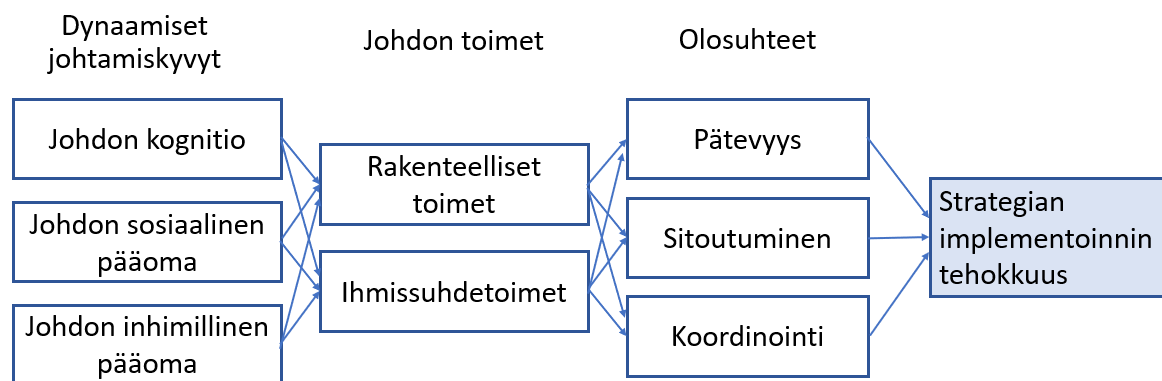 Dynaamiset
johtamiskyvyt
Johdon toimet
Olosuhteet
Johdon kognitio
Johdon sosiaalinen
pääoma
Johdon inhimillinen
pääoma
Rakenteelliset
toimet
Ihmissuhdetoimet
Pätevyys
Sitoutuminen
Koordinointi
Strategian
implementoinnin
tehokkuus